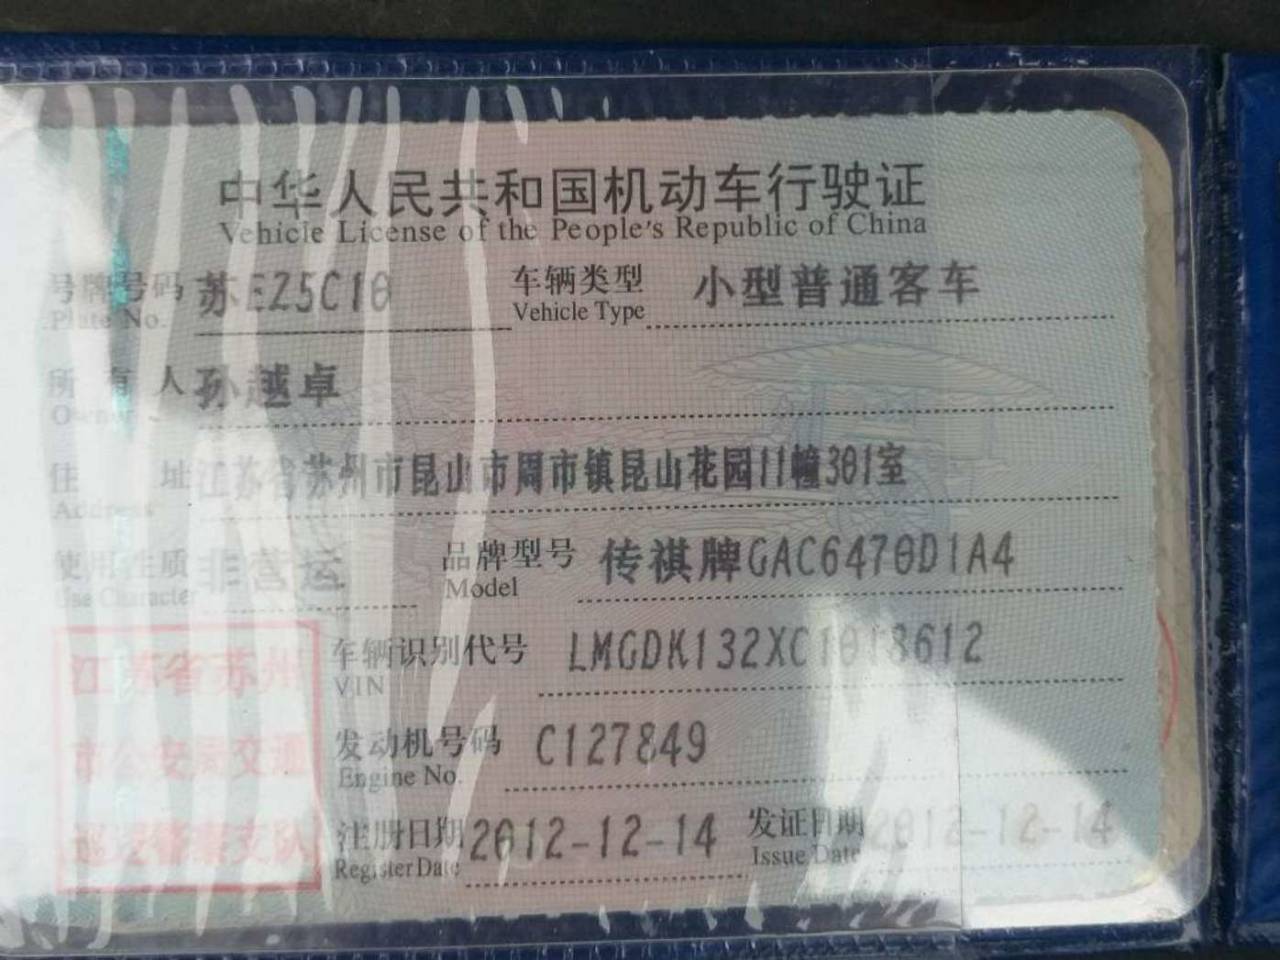 中华人民共和国机动车行驶证
Vehicle License of the People's Republic of China
号牌号码 苏EZ5C10 车辆类型 小型普通客车
Plate No. Vehicle Type
所有人 孙越卓
Owner
住址 江苏省苏州市昆山市周市镇昆山花园11幢301室
Address
使用性质 非营运 品牌型号 传祺牌GAC6470D1A4
Use Character Model
江苏省苏州
市公安局交通
巡逻警察支队
车辆识别代号 LMGDK132XC1018612
VIN
发动机号码 C127849
Engine No.
注册日期 2012-12-14 发证日期 2012-12-14
Register Date Issue Date